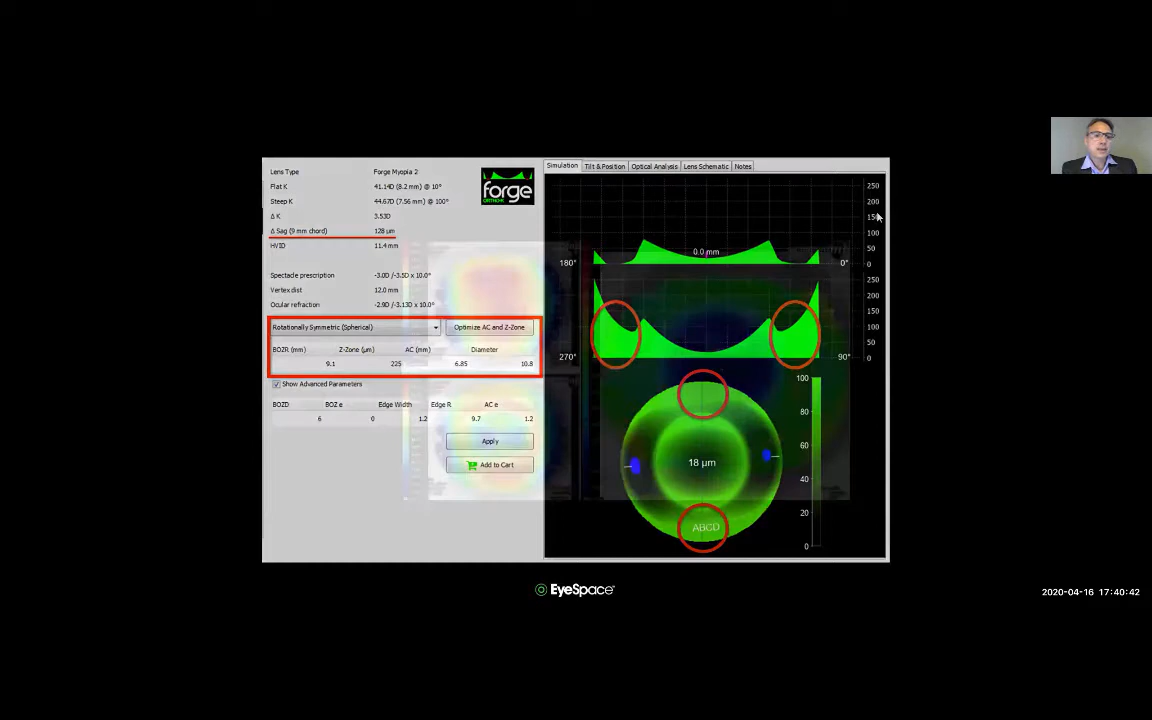 Lens Type Forge Myopia 2
Flat K 41.14D (8.2 mm) @ 10°
Steep K 44.67D (7.56 mm) @ 100°
Δ K 3.53D
Δ Sag (9 mm chord) 128 µm
HVID 11.4 mm
forge
ORTHO-K
Spectacle prescription -3.0D /-3.5D x 10.0°
Vertex dist 12.0 mm
Ocular refraction -2.9D /-3.13D x 10.0°
Rotationally Symmetric (Spherical) Optimize AC and Z-Zone
BOZR (mm) Z-Zone (µm) AC (mm) Diameter
9.1 225 6.85 10.8
Show Advanced Parameters
BOZD BOZ e Edge Width Edge R AC e
6 0 1.2 9.7 1.2
Apply
Add to Cart
Simulation Tilt & Position Optical Analysis Lens Schematic Notes
250
200
150
100
50
0
180° 0.0 mm 0°
250
200
150
100
50
0
270° 90°
100
80
60
40
20
0
18 µm
ABCD
EyeSpace
2020-04-16 17:40:42